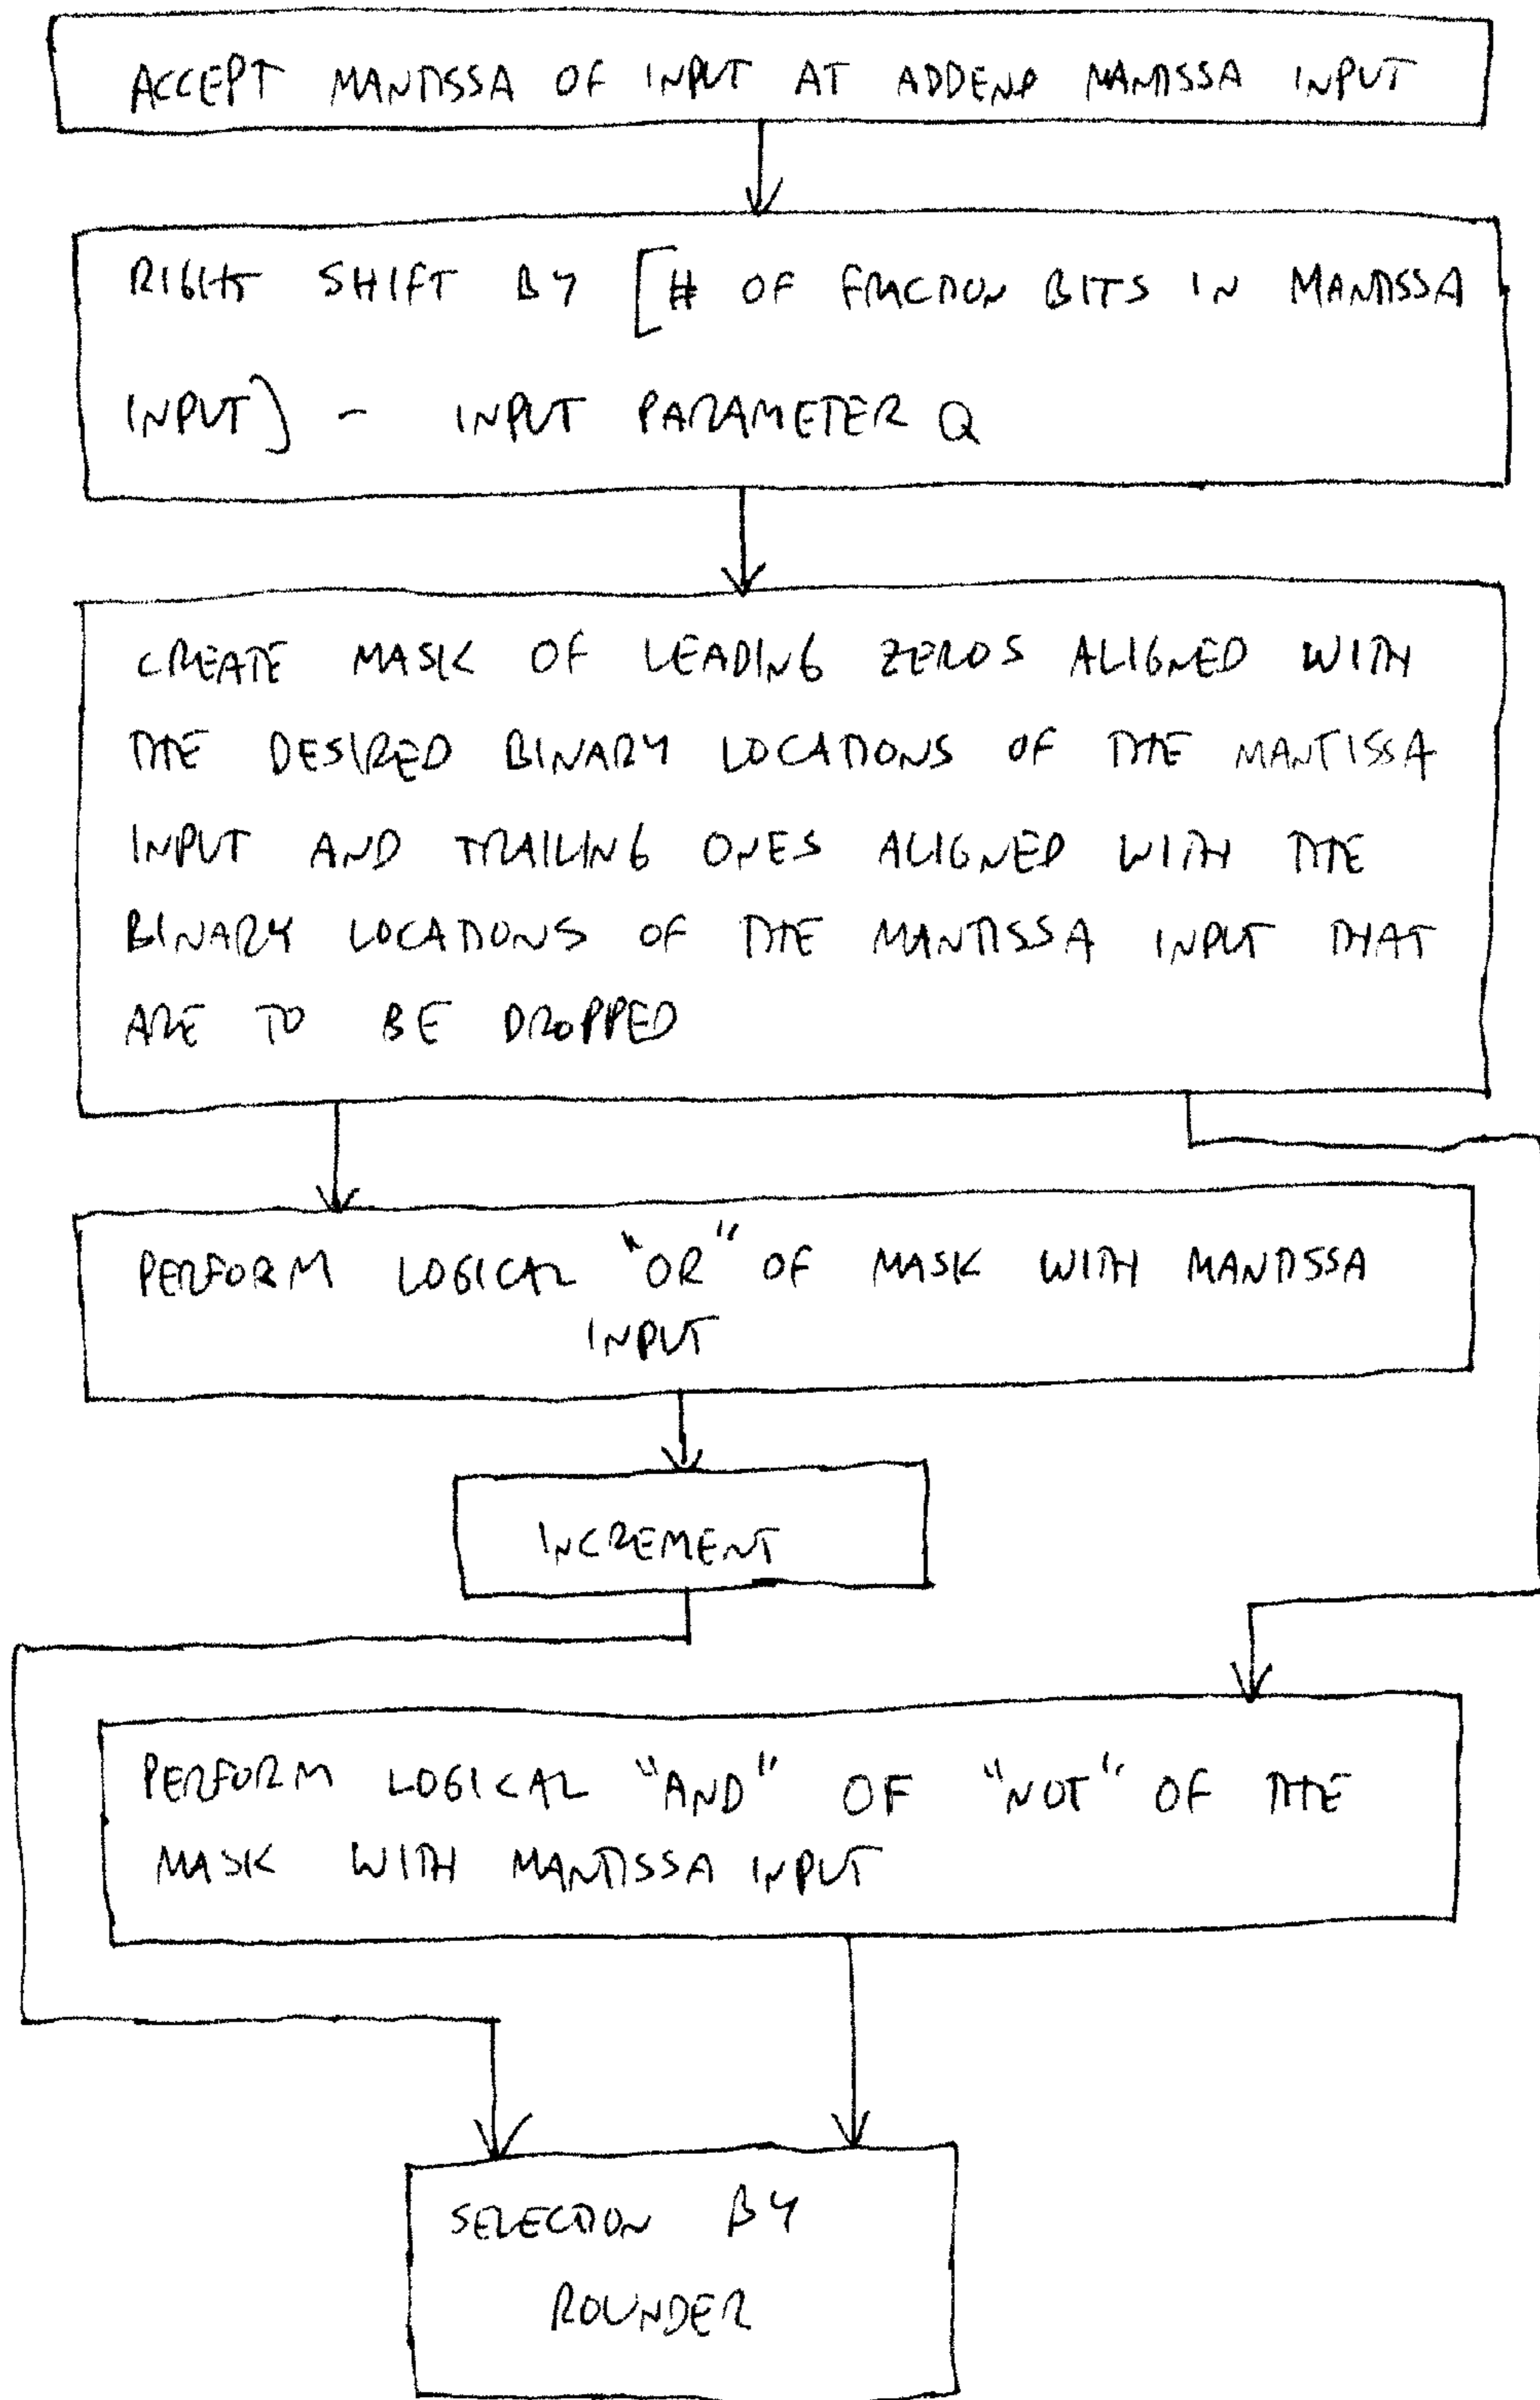 ACCEPT MANTISSA OF INPUT AT ADDEND MANTISSA INPUT
RIGHT SHIFT BY [# OF FRACTION BITS IN MANTISSA
INPUT] - INPUT PARAMETER Q
CREATE MASK OF LEADING ZEROS ALIGNED WITH
THE DESIRED BINARY LOCATIONS OF THE MANTISSA
INPUT AND TRAILING ONES ALIGNED WITH THE
BINARY LOCATIONS OF THE MANTISSA INPUT THAT
ARE TO BE DROPPED
PERFORM LOGICAL "OR" OF MASK WITH MANTISSA
INPUT
INCREMENT
PERFORM LOGICAL "AND" OF "NOT" OF THE
MASK WITH MANTISSA INPUT
SELECTION BY
ROUNDER